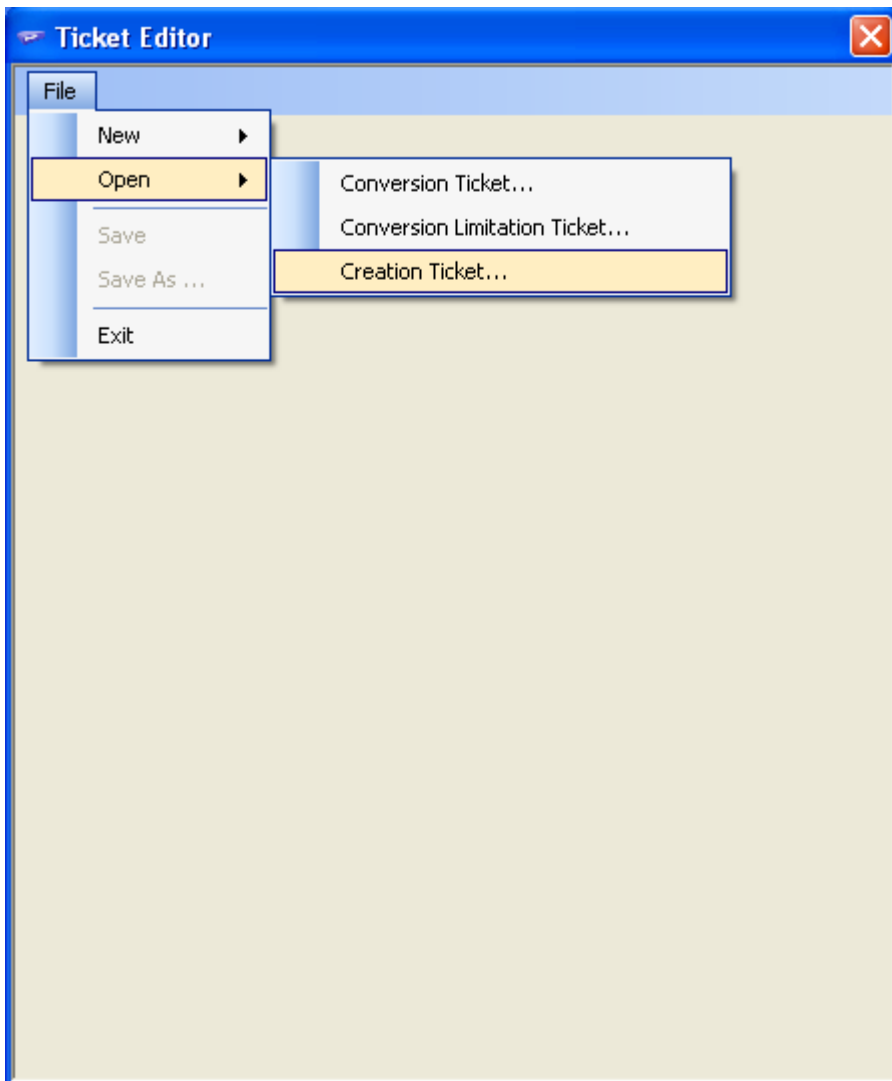 Ticket Editor
File
New
Open
Save
Save As ...
Exit
Conversion Ticket...
Conversion Limitation Ticket...
Creation Ticket...